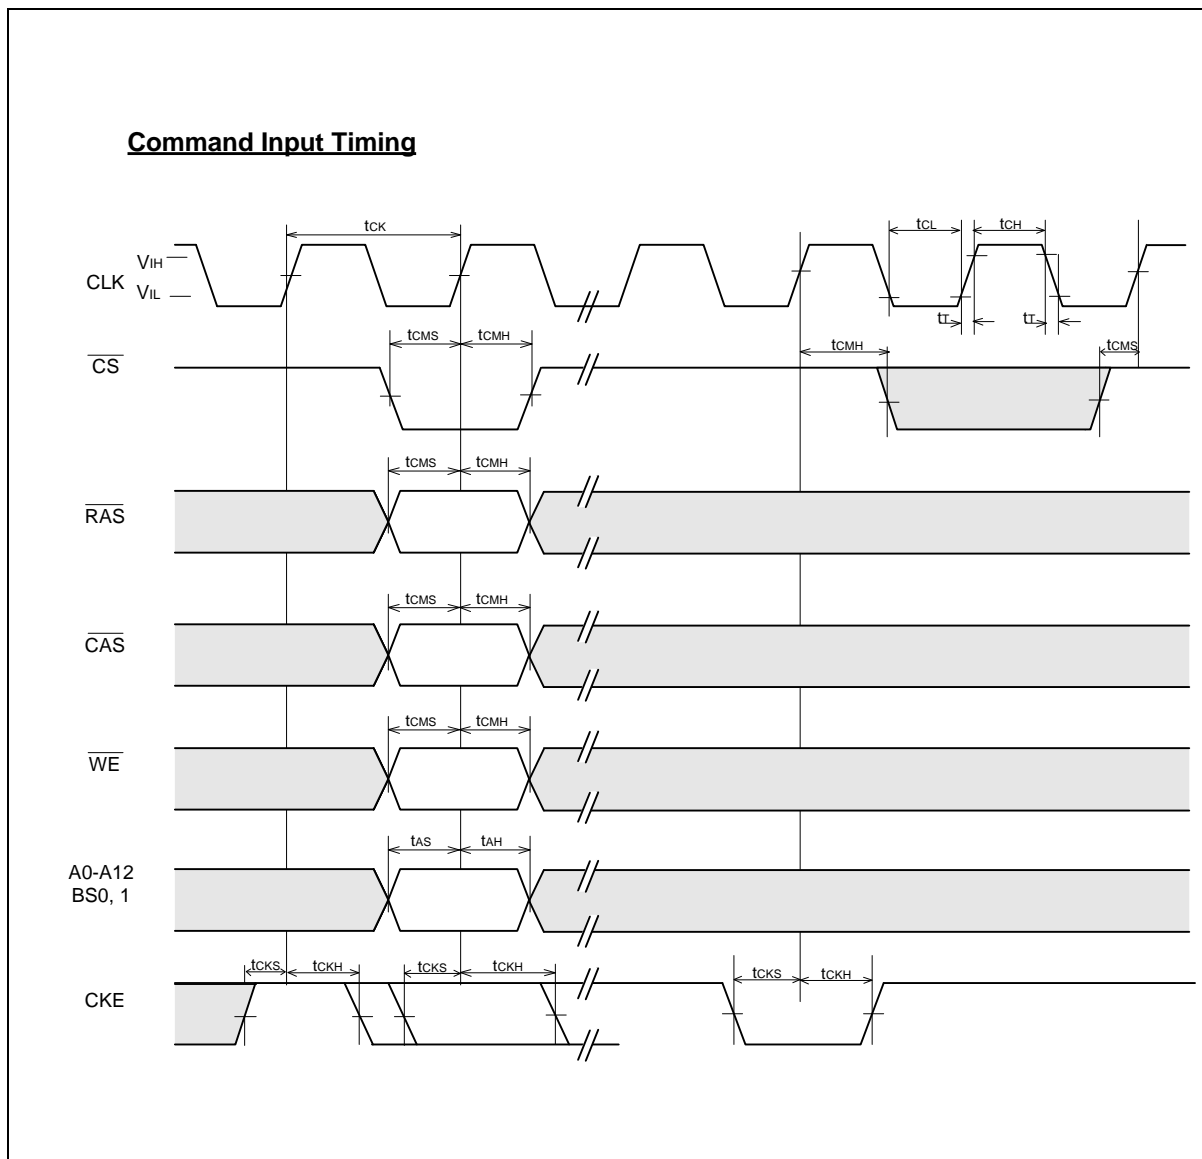 Command Input Timing
tCK tCL tCH
VIH
CLK
VIL
tT tT
tCMS tCMH tCMH tCMS
CS
tCMS tCMH
RAS
tCMS tCMH
CAS
tCMS tCMH
WE
tAS tAH
A0-A12
BS0, 1
tCKS tCKH tCKS tCKH tCKS tCKH
CKE